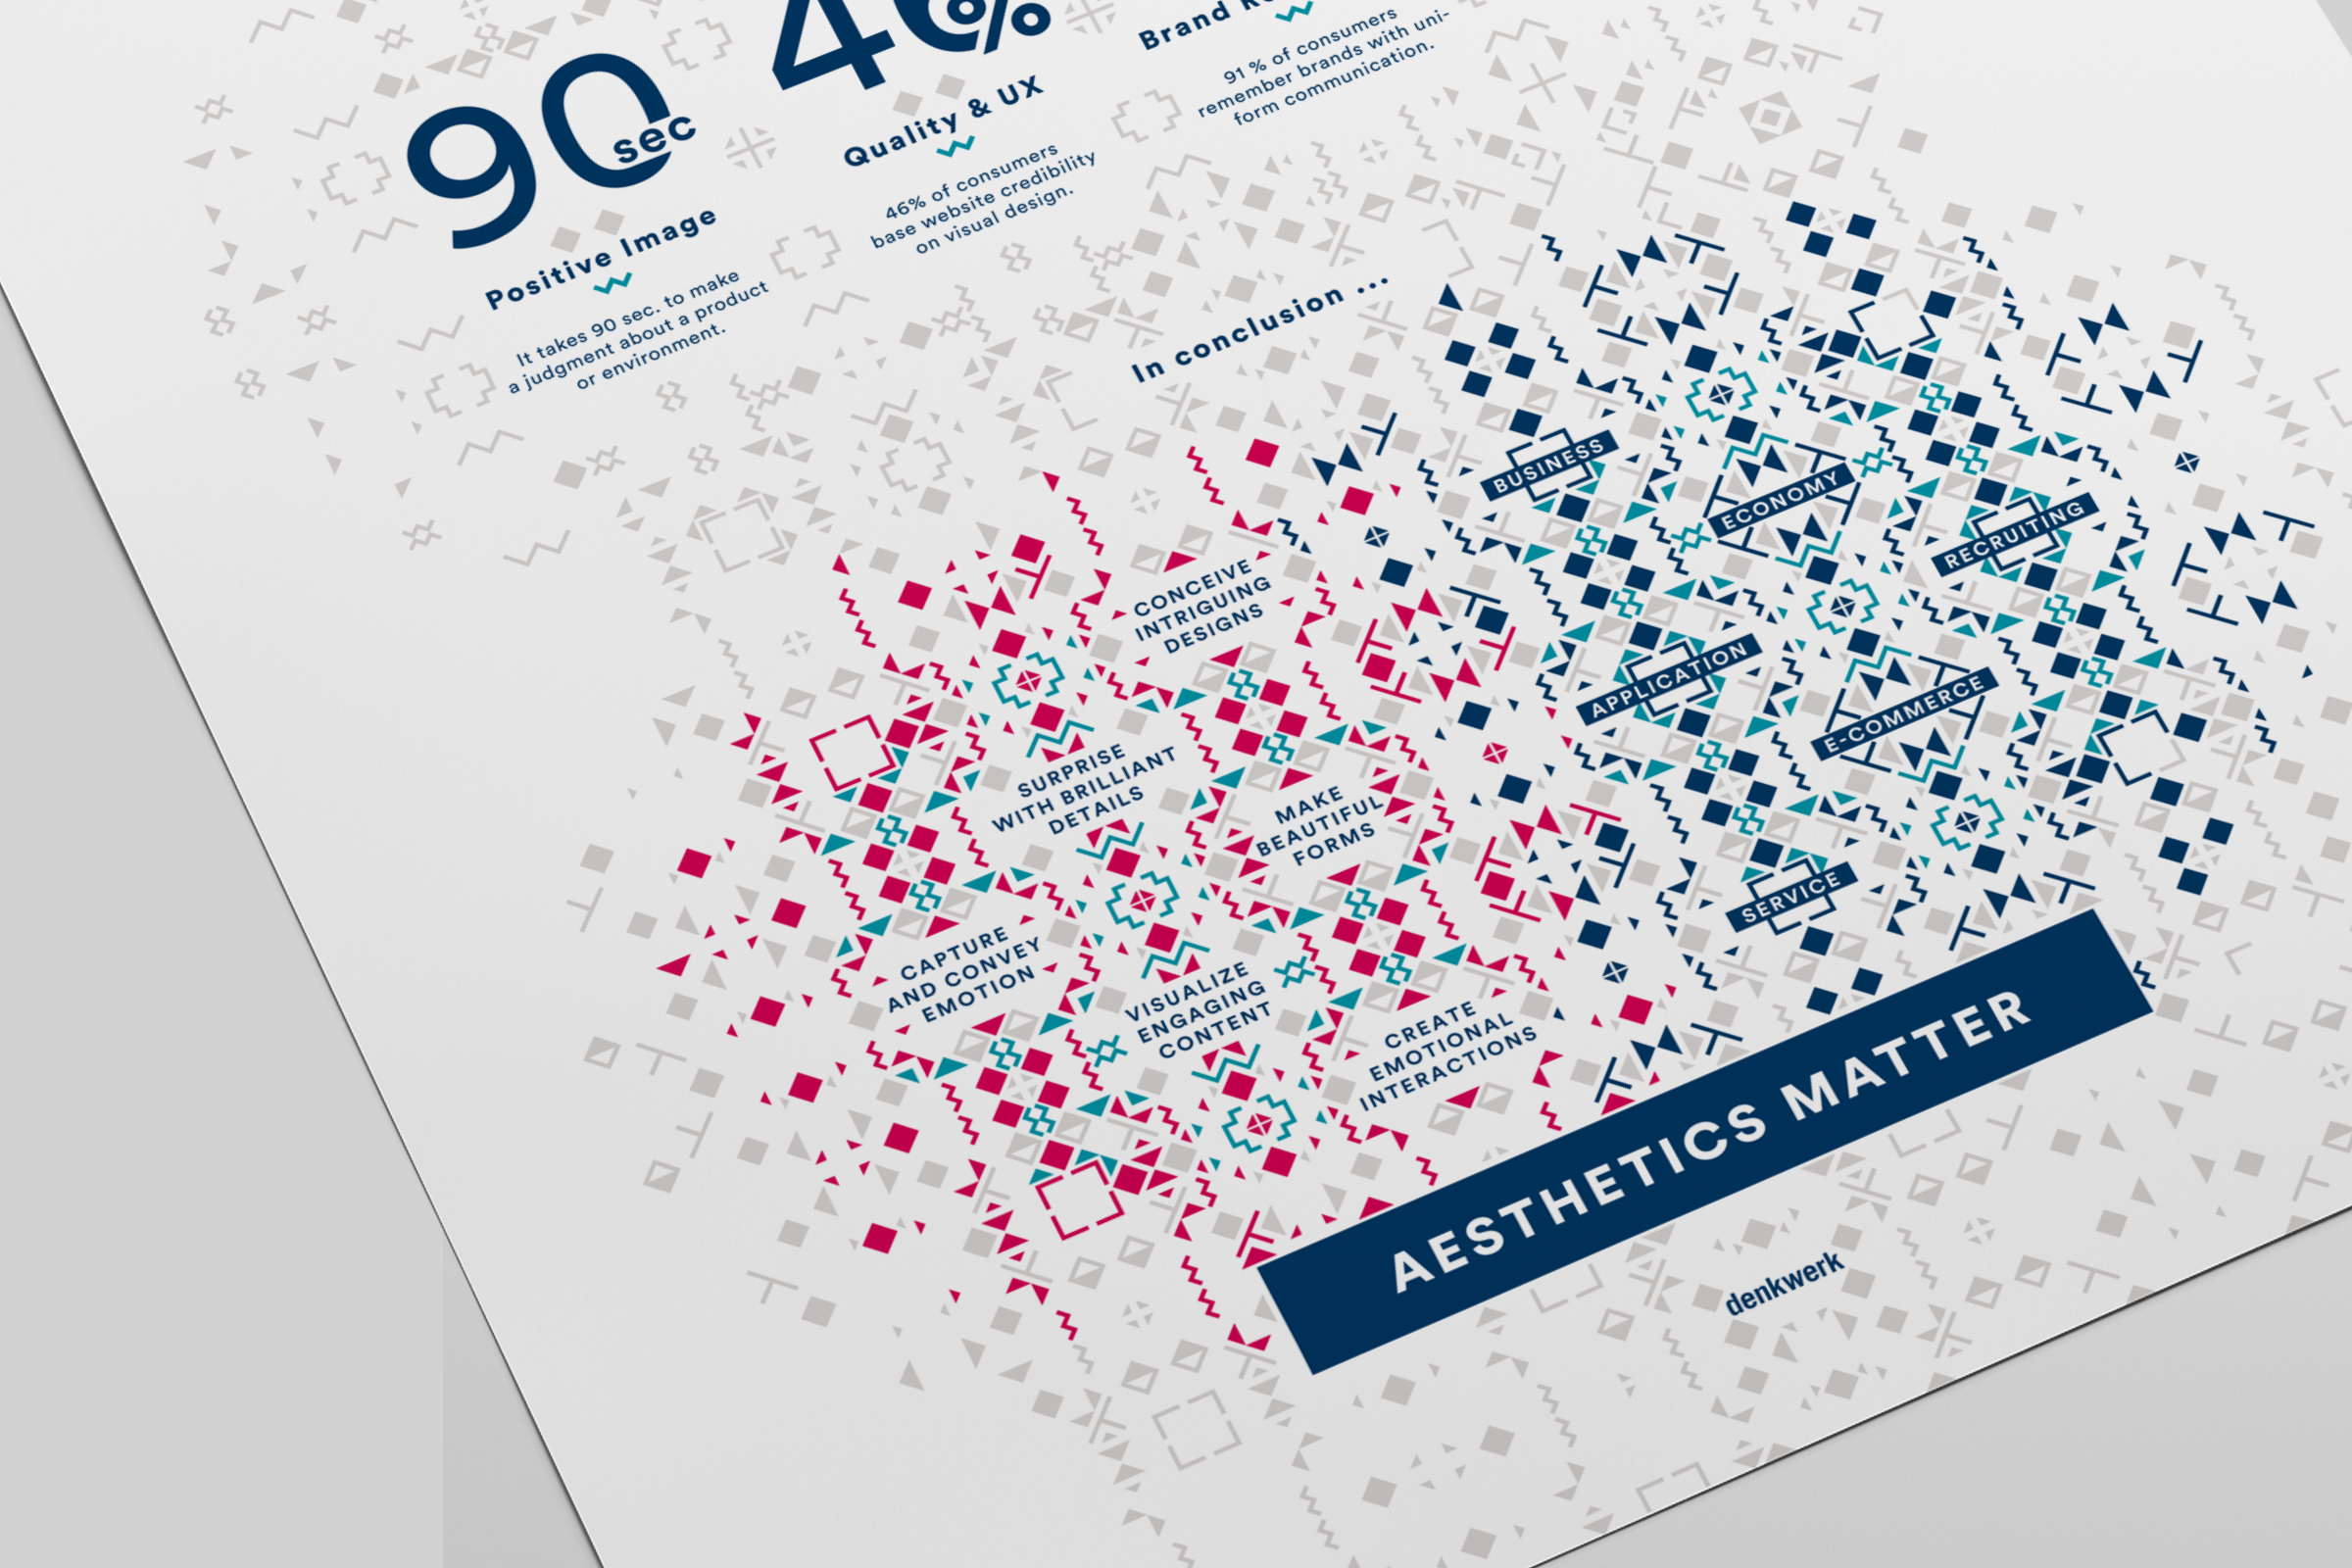 90
sec
Positive Image
It takes 90 sec. to make
a judgment about a product
or environment.
46%
Quality & UX
46% of consumers
base website credibility
on visual design.
Brand
91 % of consumers
remember brands with uni-
form communication.
In conclusion ...
CONCEIVE
INTRIGUING
DESIGNS
SURPRISE
WITH BRILLIANT
DETAILS
MAKE
BEAUTIFUL
FORMS
CAPTURE
AND CONVEY
EMOTION
VISUALIZE
ENGAGING
CONTENT
CREATE
EMOTIONAL
INTERACTIONS
BUSINESS
ECONOMY
RECRUITING
APPLICATION
E-COMMERCE
SERVICE
AESTHETICS MATTER
denkwerk